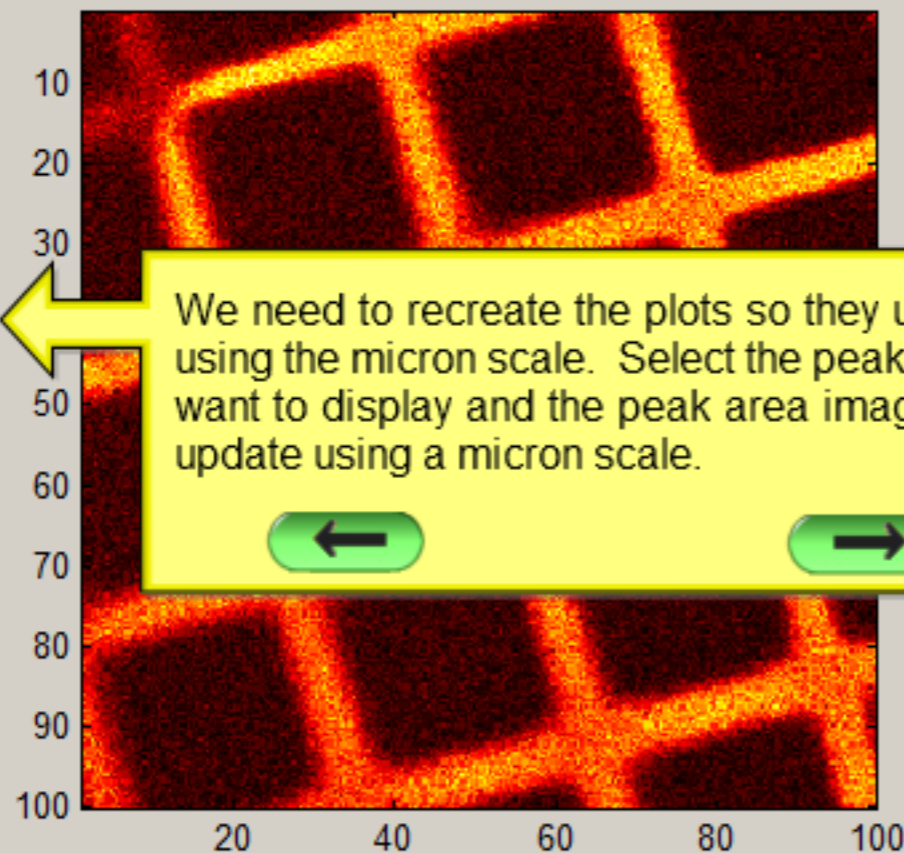 10
20
30
We need to recreate the plots so they
using the micron scale.  Select the peak
want to display and the peak area
update using a micron scale.
50
60
70
80
90
100
20 40 60 80 100